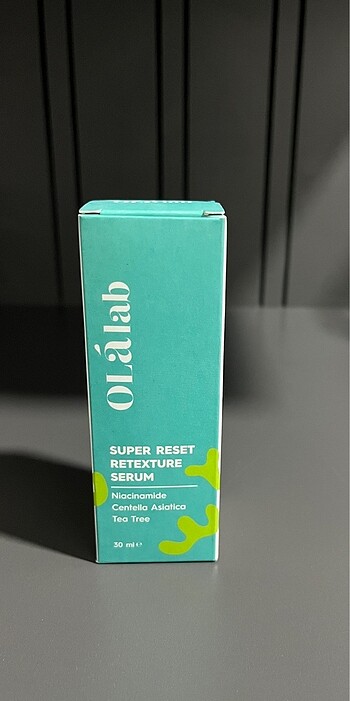 OLálab
SUPER RESET
RETEXTURE
SERUM
Niacinamide
Centella Asiatica
Tea Tree
30 ml ℮